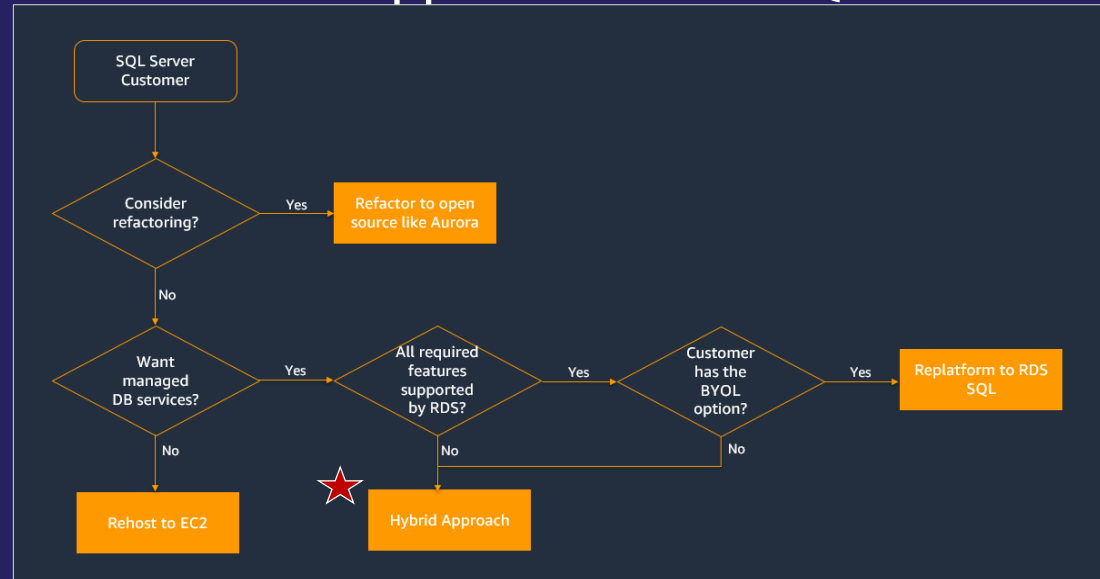 SQL Server
Customer
Consider
refactoring?
Yes
Refactor to open
source like Aurora
No
Want
managed
DB services?
Yes
All required
features
supported
by RDS?
Yes
Customer
has the
BYOL
option?
Yes
Replatform to RDS
SQL
No
No
No
Rehost to EC2
Hybrid Approach